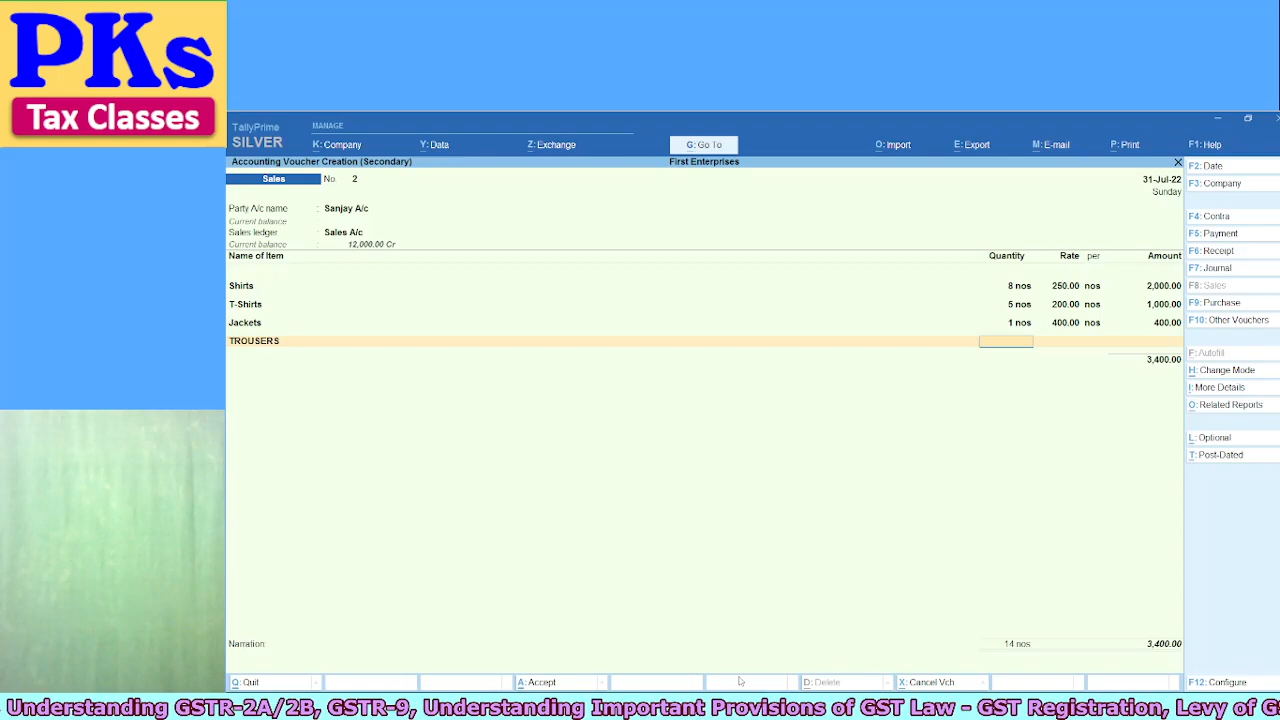 PKs
Tax Classes
TallyPrime
SILVER
MANAGE
K: Company
Y: Data
Z: Exchange
G: Go To
O: Import
E: Export
M: E-mail
P: Print
F1: Help
Accounting Voucher Creation (Secondary)
First Enterprises
Sales No. 2
31-Jul-22
Sunday
Party A/c name : Sanjay A/c
Current balance :
Sales ledger : Sales A/c
Current balance : 12,000.00 Cr
Name of Item Quantity Rate per Amount
Shirts 8 nos 250.00 nos 2,000.00
T-Shirts 5 nos 200.00 nos 1,000.00
Jackets 1 nos 400.00 nos 400.00
TROUSERS
3,400.00
Narration:
14 nos 3,400.00
Q: Quit
A: Accept
D: Delete
X: Cancel Vch
F2: Date
F3: Company
F4: Contra
F5: Payment
F6: Receipt
F7: Journal
F8: Sales
F9: Purchase
F10: Other Vouchers
F: Autofill
H: Change Mode
I: More Details
O: Related Reports
L: Optional
T: Post-Dated
F12: Configure
Understanding GSTR-2A/2B, GSTR-9, Understanding Important Provisions of GST Law - GST Registration, Levy of G